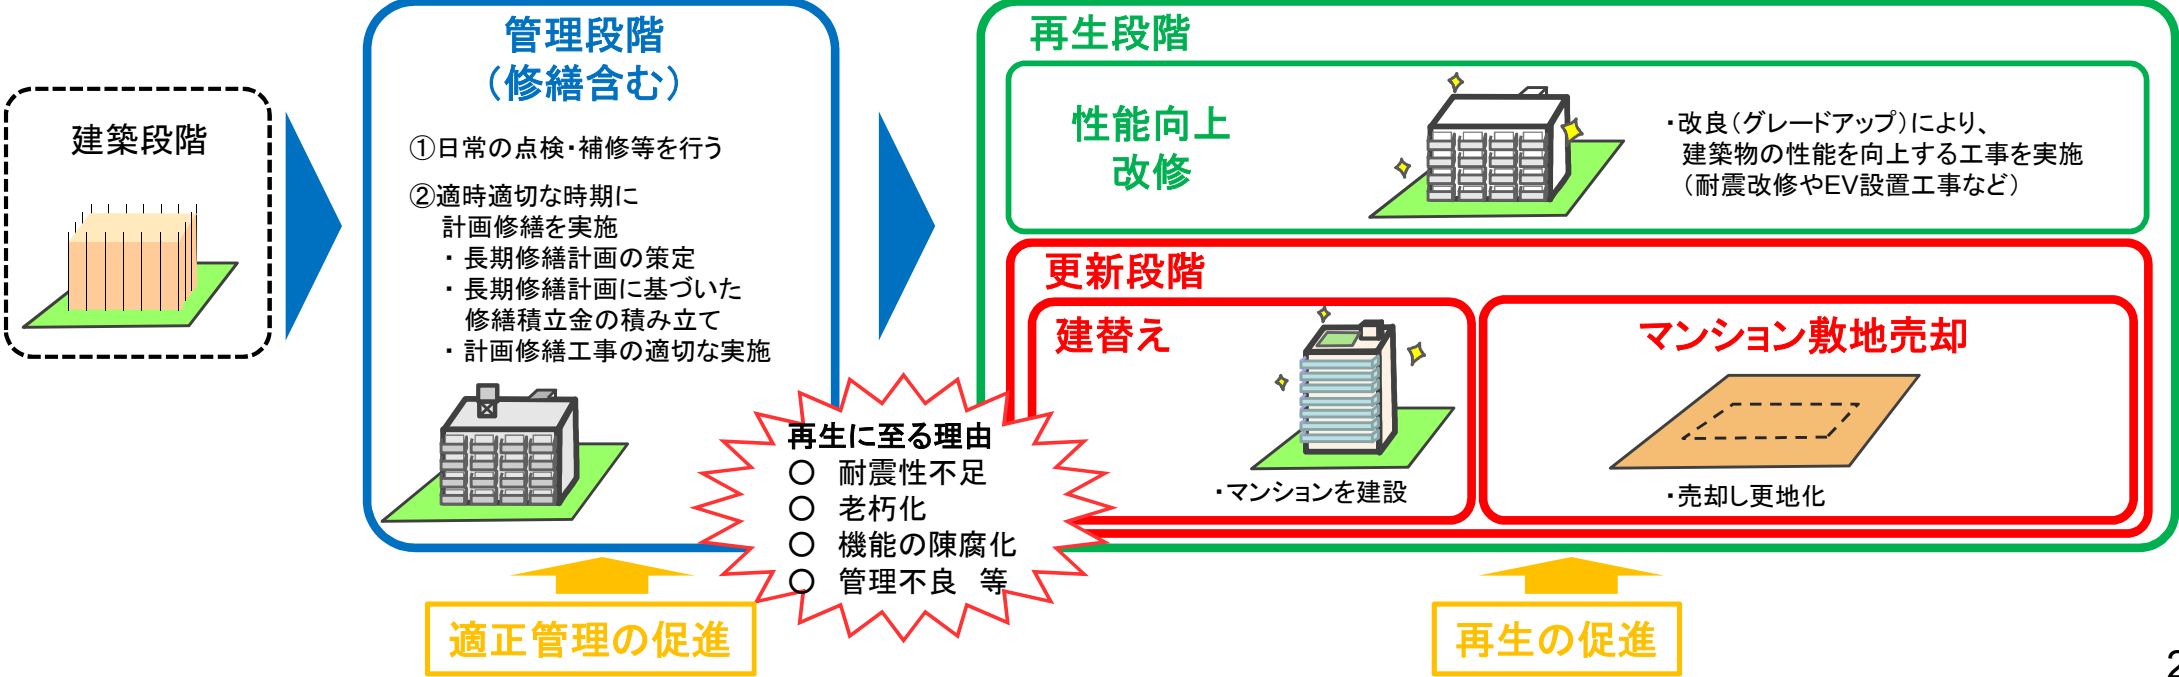 建築段階
管理段階
（修繕含む）
①日常の点検・補修等を行う
②適時適切な時期に
計画修繕を実施
・長期修繕計画の策定
・長期修繕計画に基づいた
修繕積立金の積み立て
・計画修繕工事の適切な実施
再生に至る理由
○ 耐震性不足
○ 老朽化
○ 機能の陳腐化
○ 管理不良 等
再生段階
性能向上
改修
・改良（グレードアップ）により、
建築物の性能を向上する工事を実施
（耐震改修やEV設置工事など）
更新段階
建替え
・マンションを建設
マンション敷地売却
・売却し更地化
適正管理の促進
再生の促進